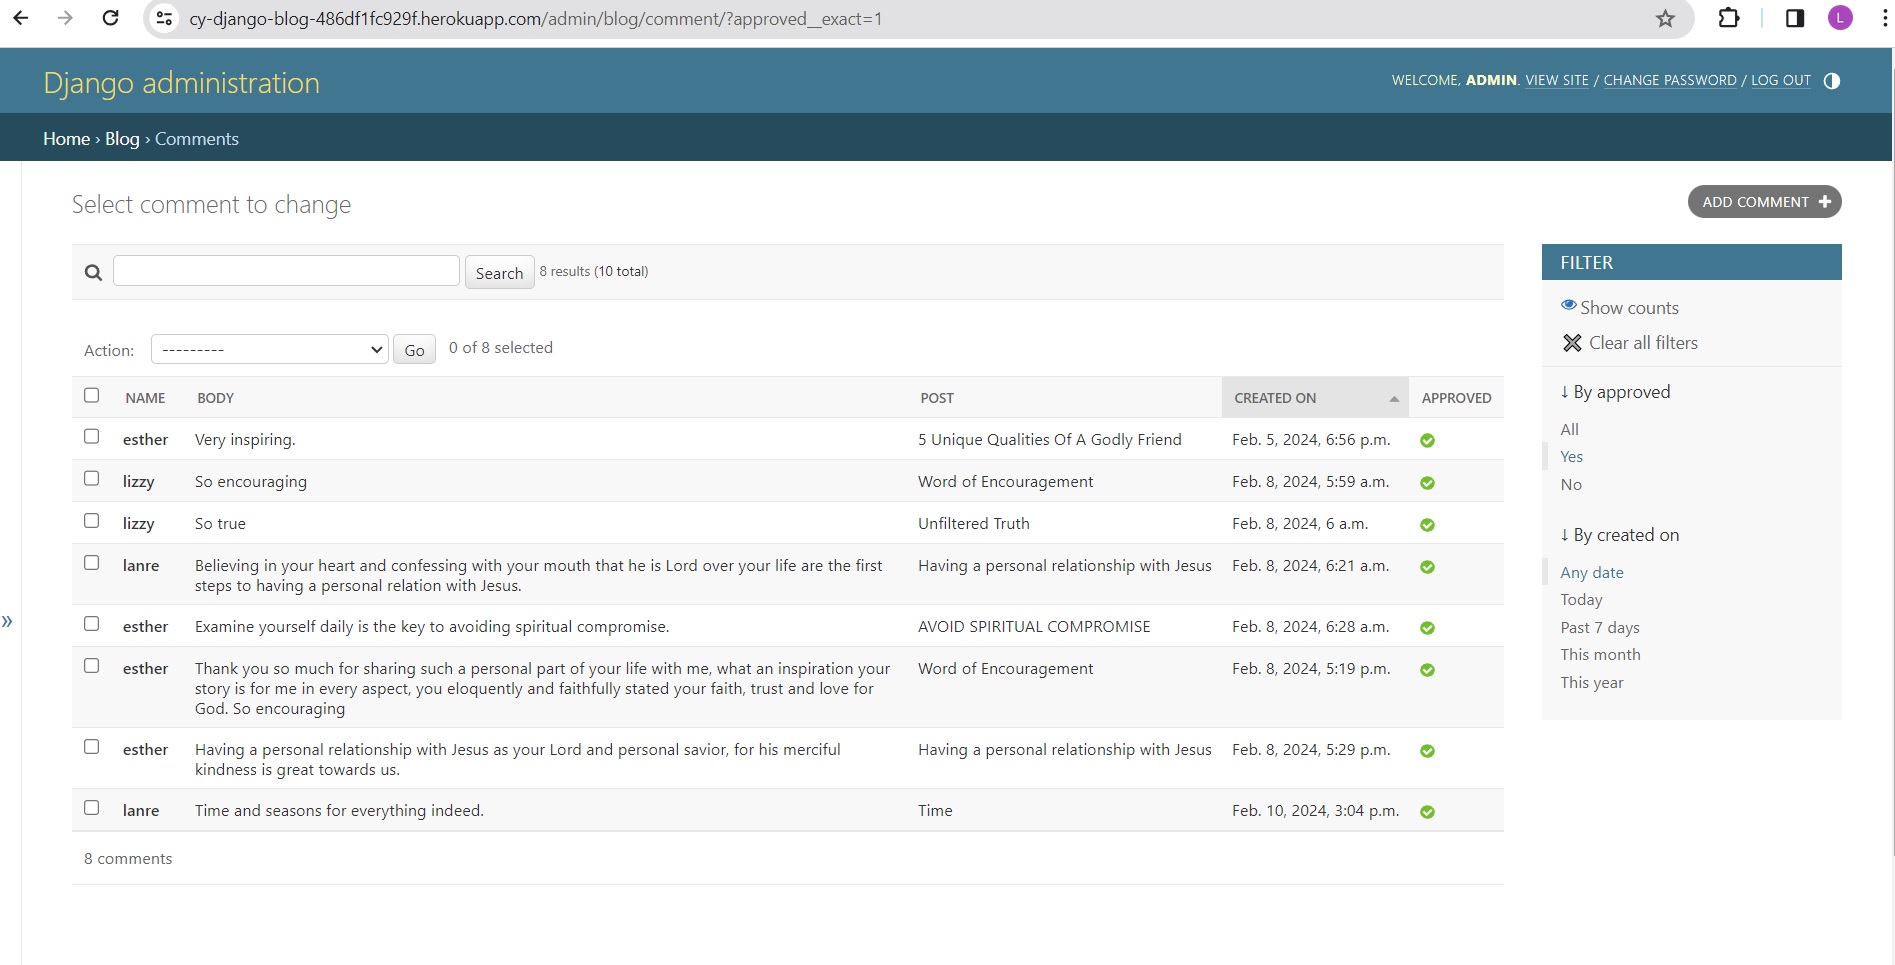 cy-django-blog-486df1fc929f.herokuapp.com/admin/blog/comment/?approved__exact=1
L
Django administration
WELCOME, ADMIN. VIEW SITE / CHANGE PASSWORD / LOG OUT
Home › Blog › Comments
Select comment to change
ADD COMMENT
Search
8 results (10 total)
Action:
---------
Go
0 of 8 selected
NAME BODY POST CREATED ON APPROVED
esther Very inspiring. 5 Unique Qualities Of A Godly Friend Feb. 5, 2024, 6:56 p.m.
lizzy So encouraging Word of Encouragement Feb. 8, 2024, 5:59 a.m.
lizzy So true Unfiltered Truth Feb. 8, 2024, 6 a.m.
lanre Believing in your heart and confessing with your mouth that he is Lord over your life are the first Having a personal relationship with Jesus Feb. 8, 2024, 6:21 a.m.
steps to having a personal relation with Jesus.
esther Examine yourself daily is the key to avoiding spiritual compromise. AVOID SPIRITUAL COMPROMISE Feb. 8, 2024, 6:28 a.m.
esther Thank you so much for sharing such a personal part of your life with me, what an inspiration your Word of Encouragement Feb. 8, 2024, 5:19 p.m.
story is for me in every aspect, you eloquently and faithfully stated your faith, trust and love for
God. So encouraging
esther Having a personal relationship with Jesus as your Lord and personal savior, for his merciful Having a personal relationship with Jesus Feb. 8, 2024, 5:29 p.m.
kindness is great towards us.
lanre Time and seasons for everything indeed. Time Feb. 10, 2024, 3:04 p.m.
8 comments
FILTER
Show counts
Clear all filters
↓ By approved
All
Yes
No
↓ By created on
Any date
Today
Past 7 days
This month
This year
»